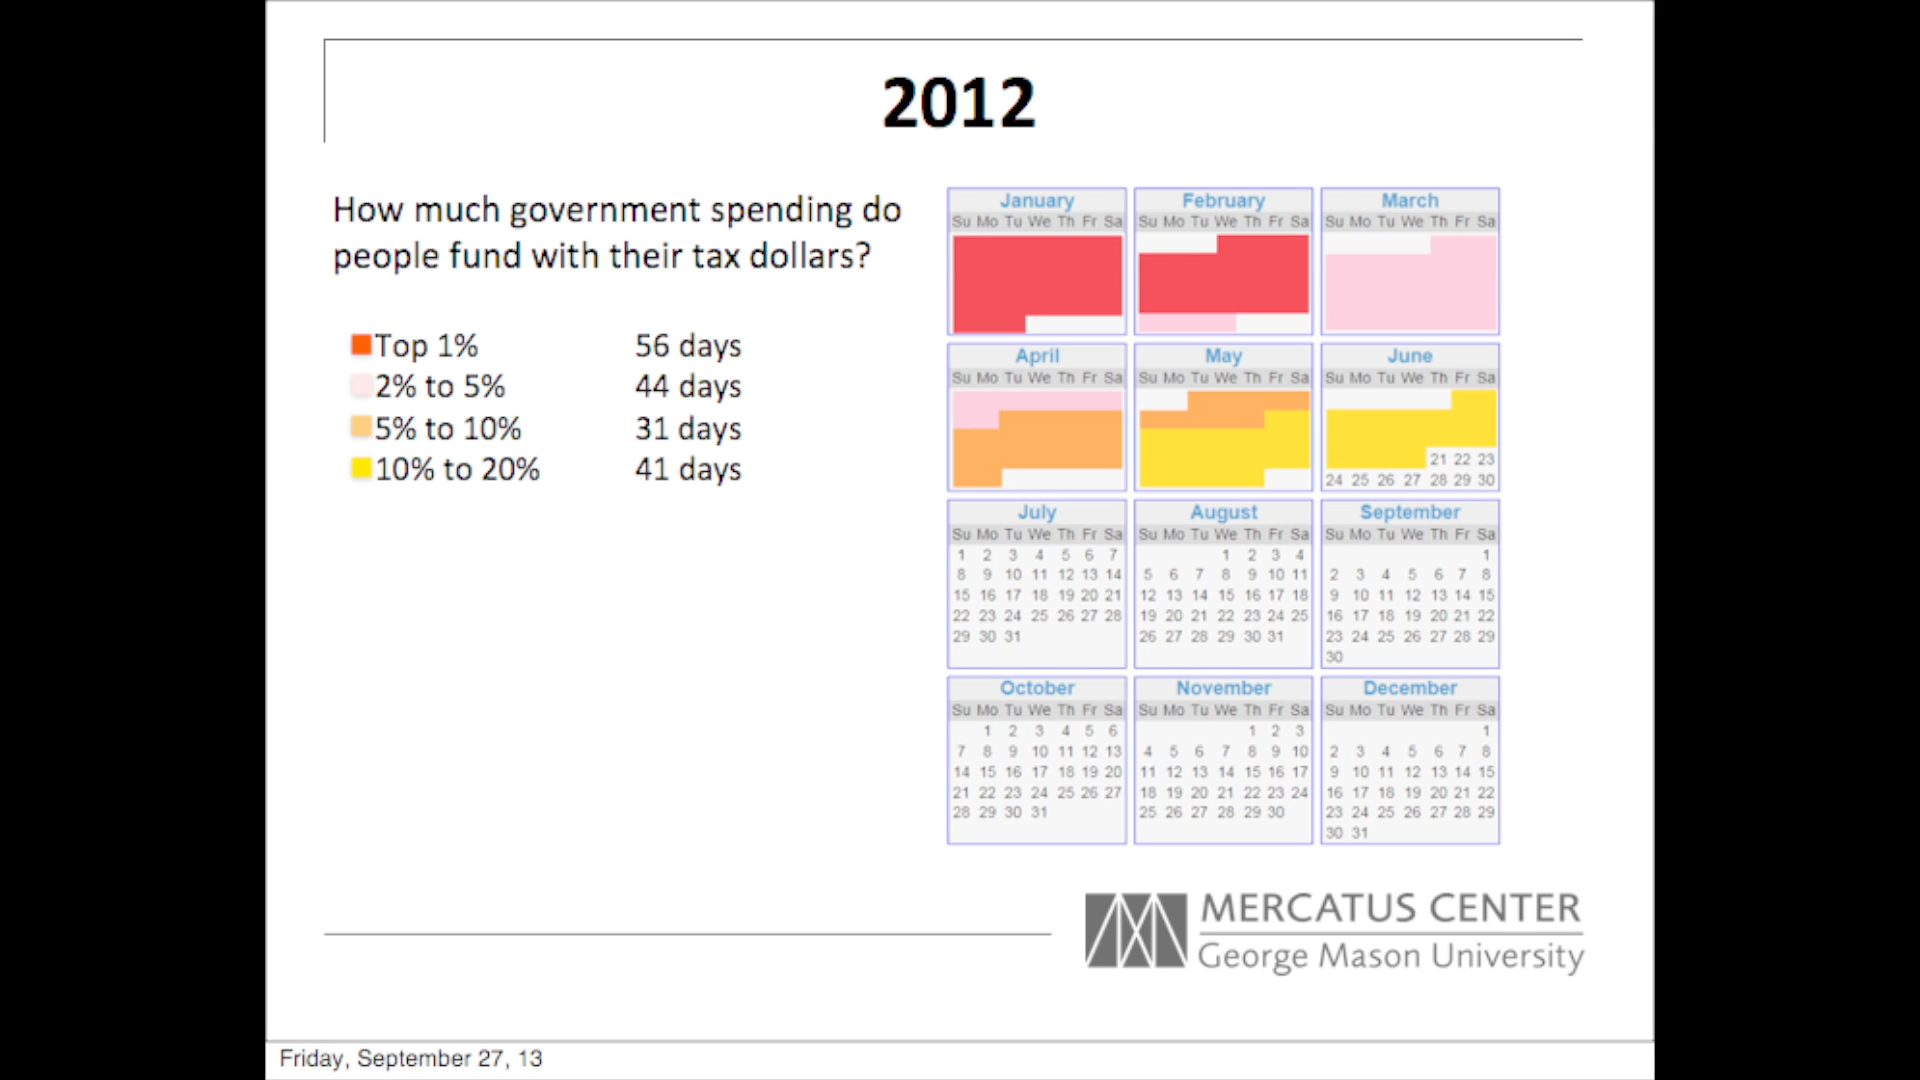 2012
How much government spending do
people fund with their tax dollars?
Top 1% 56 days
2% to 5% 44 days
5% to 10% 31 days
10% to 20% 41 days
January February March
Su Mo Tu We Th Fr Sa Su Mo Tu We Th Fr Sa Su Mo Tu We Th Fr Sa
April May June
Su Mo Tu We Th Fr Sa Su Mo Tu We Th Fr Sa Su Mo Tu We Th Fr Sa
21 22 23
24 25 26 27 28 29 30
July August September
Su Mo Tu We Th Fr Sa Su Mo Tu We Th Fr Sa Su Mo Tu We Th Fr Sa
1 2 3 4 5 6 7 1 2 3 4 1
8 9 10 11 12 13 14 5 6 7 8 9 10 11 2 3 4 5 6 7 8
15 16 17 18 19 20 21 12 13 14 15 16 17 18 9 10 11 12 13 14 15
22 23 24 25 26 27 28 19 20 21 22 23 24 25 16 17 18 19 20 21 22
29 30 31 26 27 28 29 30 31 23 24 25 26 27 28 29
30
October November December
Su Mo Tu We Th Fr Sa Su Mo Tu We Th Fr Sa Su Mo Tu We Th Fr Sa
1 2 3 4 5 6 1 2 3 1
7 8 9 10 11 12 13 4 5 6 7 8 9 10 2 3 4 5 6 7 8
14 15 16 17 18 19 20 11 12 13 14 15 16 17 9 10 11 12 13 14 15
21 22 23 24 25 26 27 18 19 20 21 22 23 24 16 17 18 19 20 21 22
28 29 30 31 25 26 27 28 29 30 23 24 25 26 27 28 29
30 31
MERCATUS CENTER
George Mason University
Friday, September 27, 13